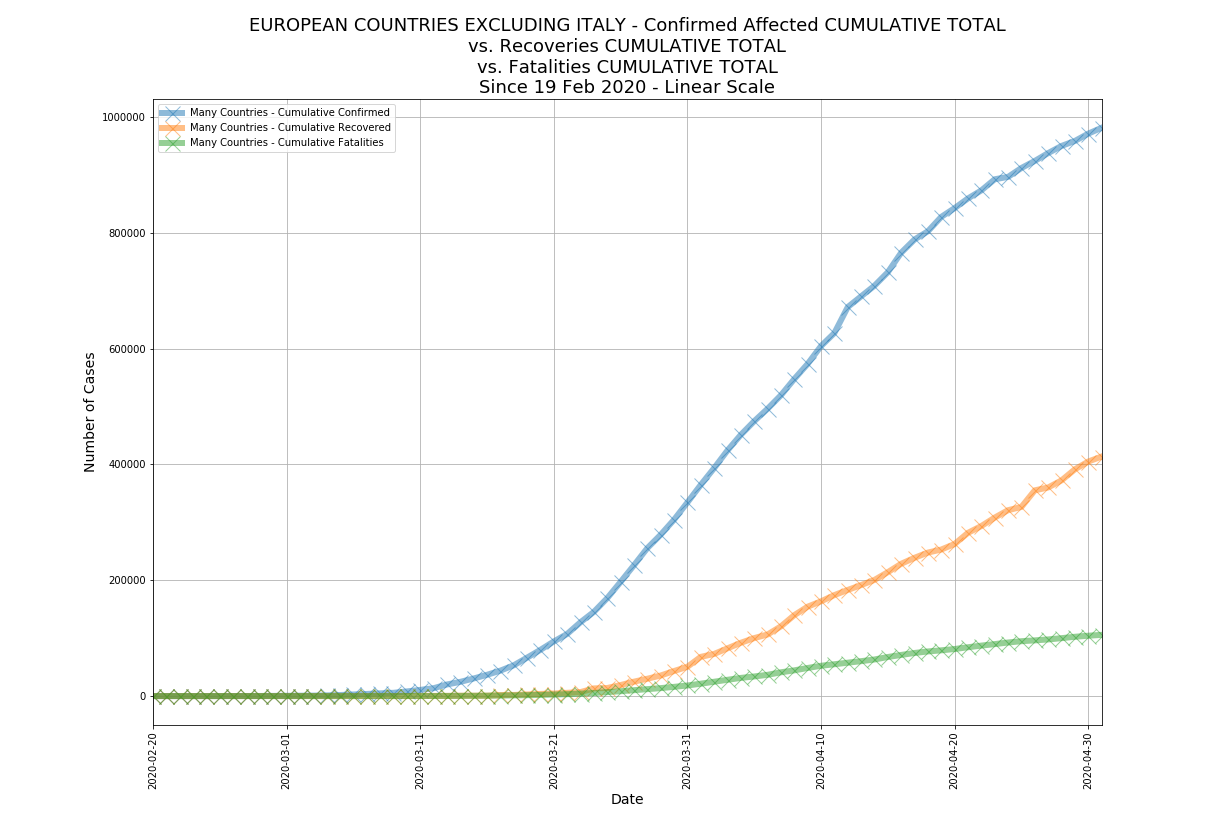 EUROPEAN COUNTRIES EXCLUDING ITALY - Confirmed Affected CUMULATIVE TOTAL
vs. Recoveries CUMULATIVE TOTAL
vs. Fatalities CUMULATIVE TOTAL
Since 19 Feb 2020 - Linear Scale
Many Countries - Cumulative Confirmed
Many Countries - Cumulative Recovered
Many Countries - Cumulative Fatalities
Number of Cases
1000000
800000
600000
400000
200000
0
2020-02-20
2020-03-01
2020-03-11
2020-03-21
2020-03-31
2020-04-10
2020-04-20
2020-04-30
Date